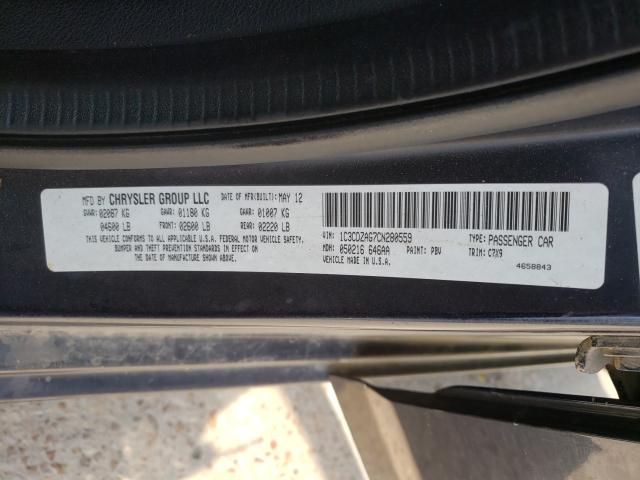 MFD BY CHRYSLER GROUP LLC DATE OF MFR(BUILT): MAY 12
GVWR: 02087 KG GAWR: 01180 KG GAWR: 01007 KG
04600 LB FRONT: 02600 LB REAR: 02220 LB
THIS VEHICLE CONFORMS TO ALL APPLICABLE U.S.A. FEDERAL MOTOR VEHICLE SAFETY,
BUMPER AND THEFT PREVENTION STANDARDS IN EFFECT ON
THE DATE OF MANUFACTURE SHOWN ABOVE.
VIN: 1C3CDZAG7CN280559 TYPE: PASSENGER CAR
MDH: 050216 648AA PAINT: PBV TRIM: C7X9
VEHICLE MADE IN U.S.A. 4658843